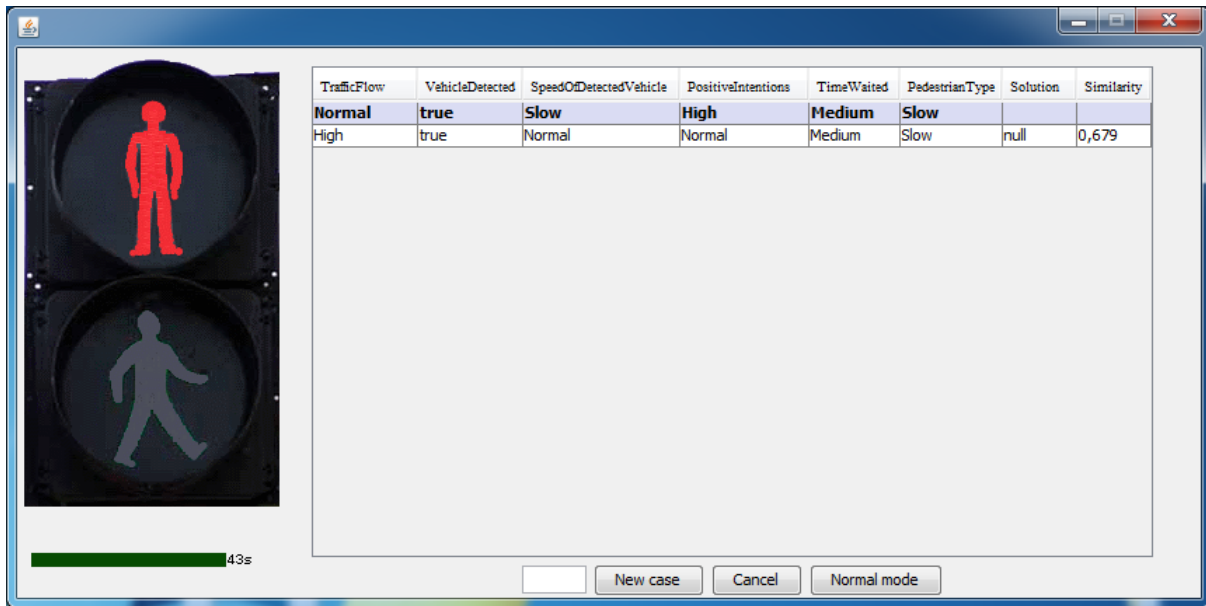 TrafficFlow VehicleDetected SpeedOfDetectedVehicle PositiveIntentions TimeWaited PedestrianType Solution Similarity
Normal true Slow High Medium Slow
High true Normal Normal Medium Slow null 0,679
43s
New case Cancel Normal mode